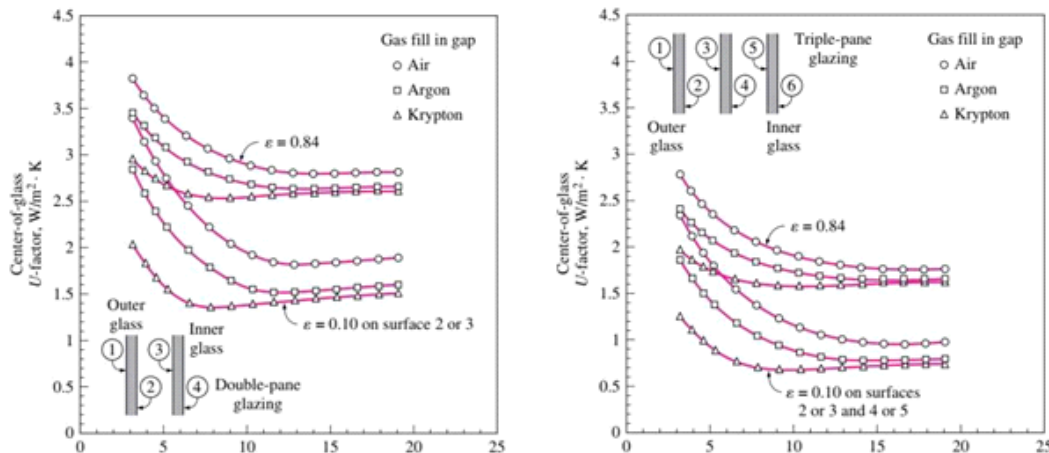 4.5
4
3.5
3
2.5
2
1.5
1
0.5
0
Center-of-glass
U-factor, W/m² · K
Gas fill in gap
Air
Argon
Krypton
ε = 0.84
ε = 0.10 on surface 2 or 3
Outer
glass
Inner
glass
1
3
2
4
Double-pane
glazing
0
5
10
15
20
25
4.5
4
3.5
3
2.5
2
1.5
1
0.5
0
Center-of-glass
U-factor, W/m² · K
1
3
5
2
4
6
Triple-pane
glazing
Outer
glass
Inner
glass
Gas fill in gap
Air
Argon
Krypton
ε = 0.84
ε = 0.10 on surfaces
2 or 3 and 4 or 5
0
5
10
15
20
25